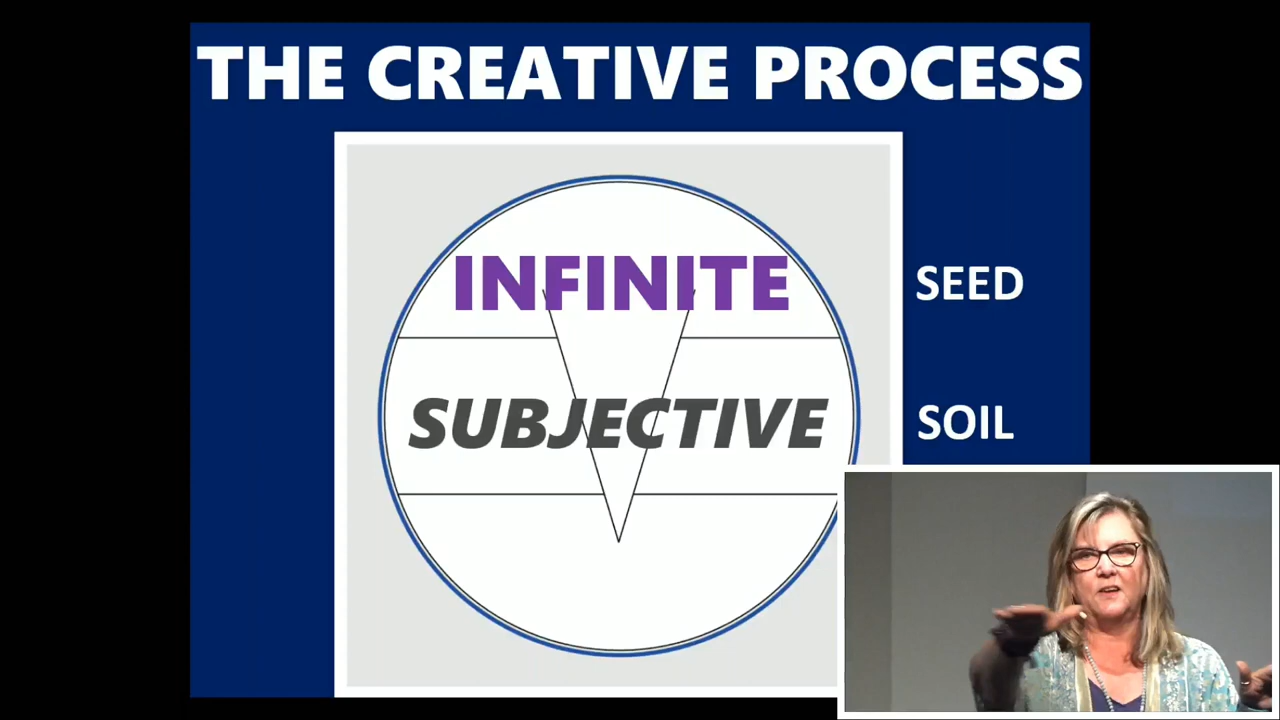 THE CREATIVE PROCESS
INFINITE
SEED
SUBJECTIVE
SOIL